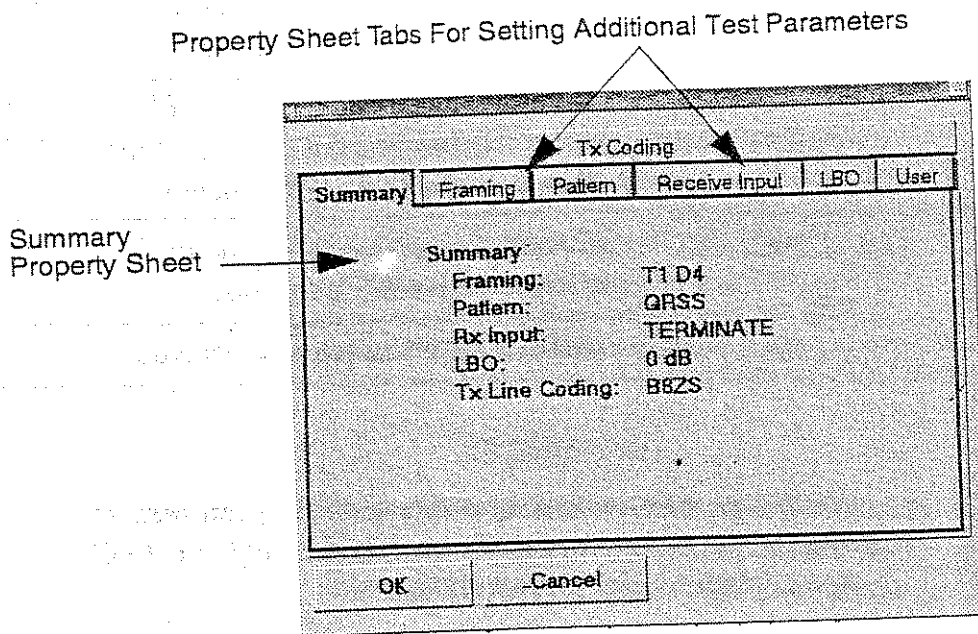 Property Sheet Tabs For Setting Additional Test Parameters
Tx Coding
Summary Framing Pattern Receive Input LBO User
Summary
Property Sheet
Summary
Framing: T1 D4
Pattern: QRSS
Rx Input: TERMINATE
LBO: 0 dB
Tx Line Coding: B8ZS
OK Cancel